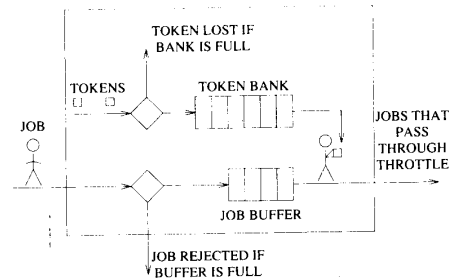 TOKEN LOST IF
BANK IS FULL
TOKENS
TOKEN BANK
JOB
JOBS THAT
PASS
THROUGH
THROTTLE
JOB BUFFER
JOB REJECTED IF
BUFFER IS FULL